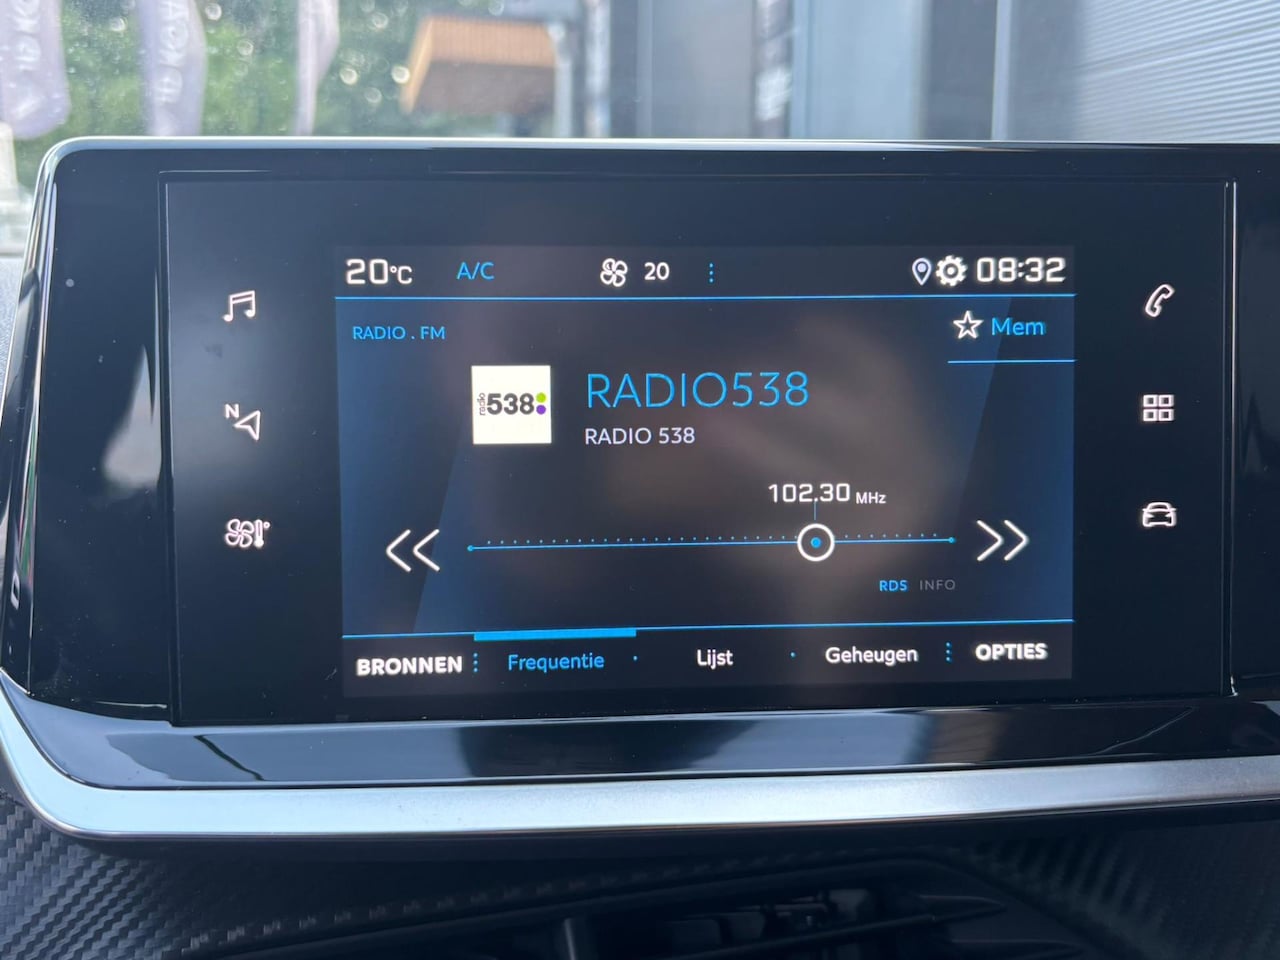 20°C A/C 20 08:32
RADIO . FM
Mem
radio 538
RADIO538
RADIO 538
102.30 MHz
N
RDS INFO
BRONNEN Frequentie Lijst Geheugen OPTIES